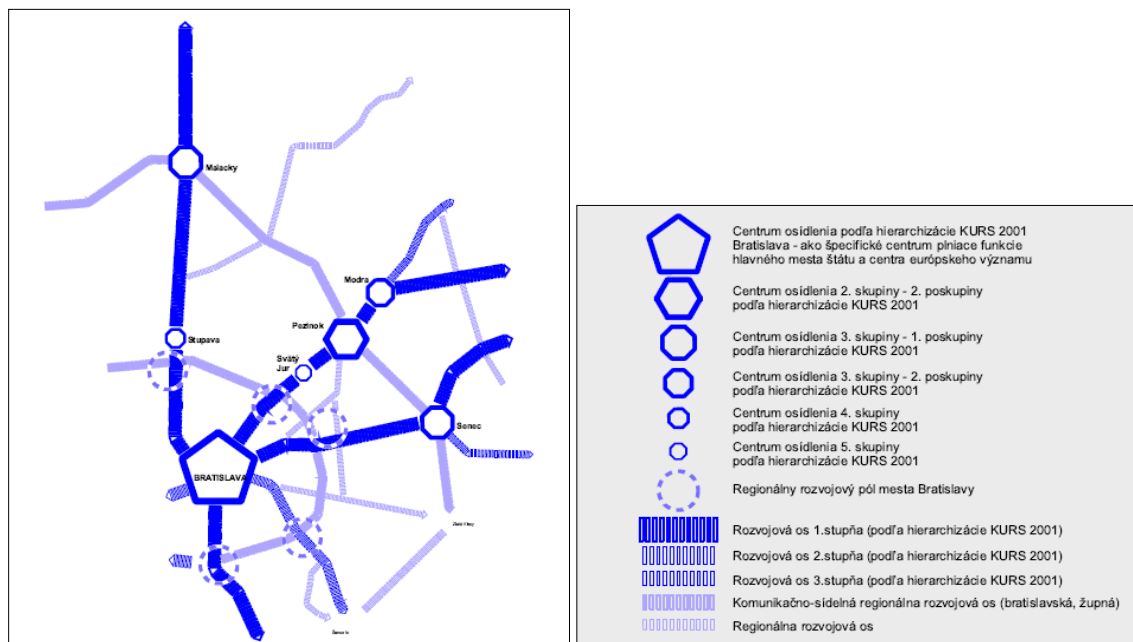 Malacky
Modra
Pezinok
Stupava
Svätý
Jur
Senec
BRATISLAVA
Centrum osídlenia podľa hierarchizácie KURS 2001
Bratislava - ako špecifické centrum plniace funkcie
hlavného mesta štátu a centra európskeho významu
Centrum osídlenia 2. skupiny - 2. poskupiny
podľa hierarchizácie KURS 2001
Centrum osídlenia 3. skupiny - 1. poskupiny
podľa hierarchizácie KURS 2001
Centrum osídlenia 3. skupiny - 2. poskupiny
podľa hierarchizácie KURS 2001
Centrum osídlenia 4. skupiny
podľa hierarchizácie KURS 2001
Centrum osídlenia 5. skupiny
podľa hierarchizácie KURS 2001
Regionálny rozvojový pól mesta Bratislavy
Rozvojová os 1.stupňa (podľa hierarchizácie KURS 2001)
Rozvojová os 2.stupňa (podľa hierarchizácie KURS 2001)
Rozvojová os 3.stupňa (podľa hierarchizácie KURS 2001)
Komunikačno-sídelná regionálna rozvojová os (bratislavská, župná)
Regionálna rozvojová os